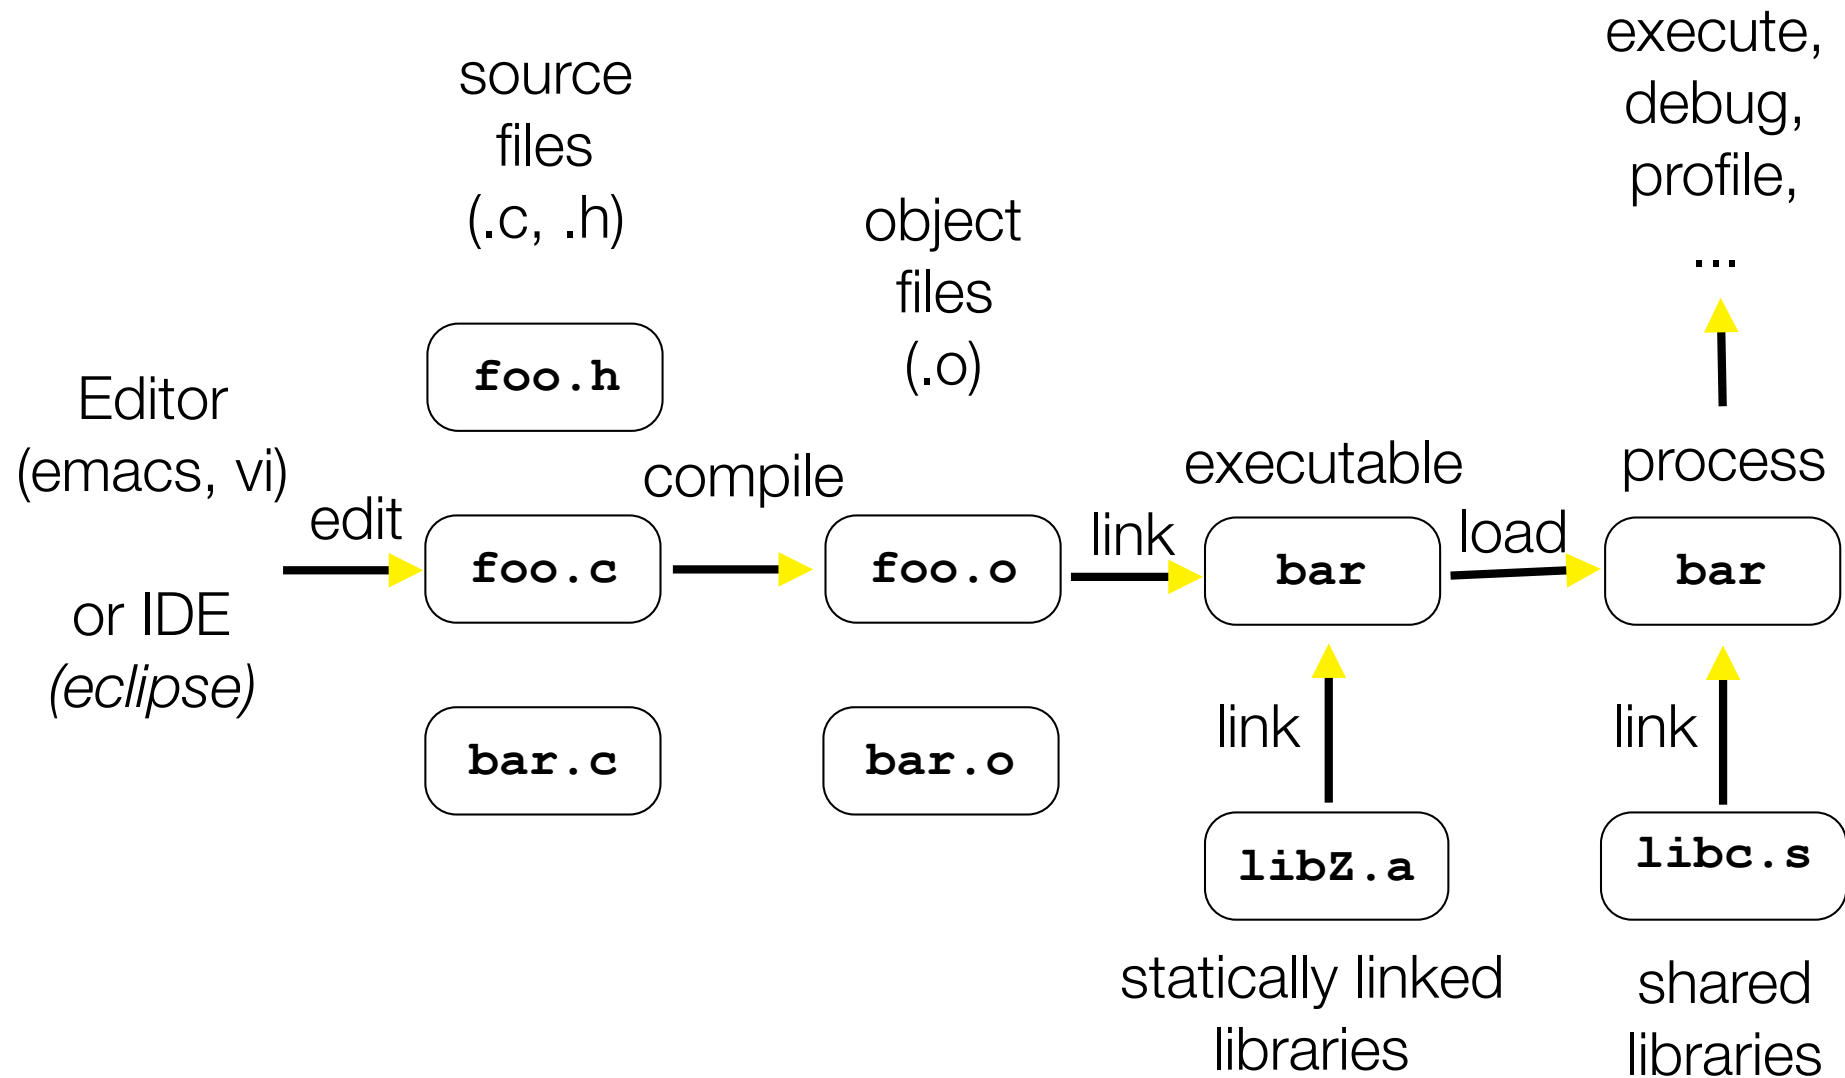 Editor
(emacs, vi)
or IDE
(eclipse)
edit
source
files
(.c, .h)
foo.h
foo.c
bar.c
compile
object
files
(.o)
foo.o
bar.o
link
executable
bar
link
libZ.a
statically linked
libraries
load
execute,
debug,
profile,
...
process
bar
link
libc.s
shared
libraries